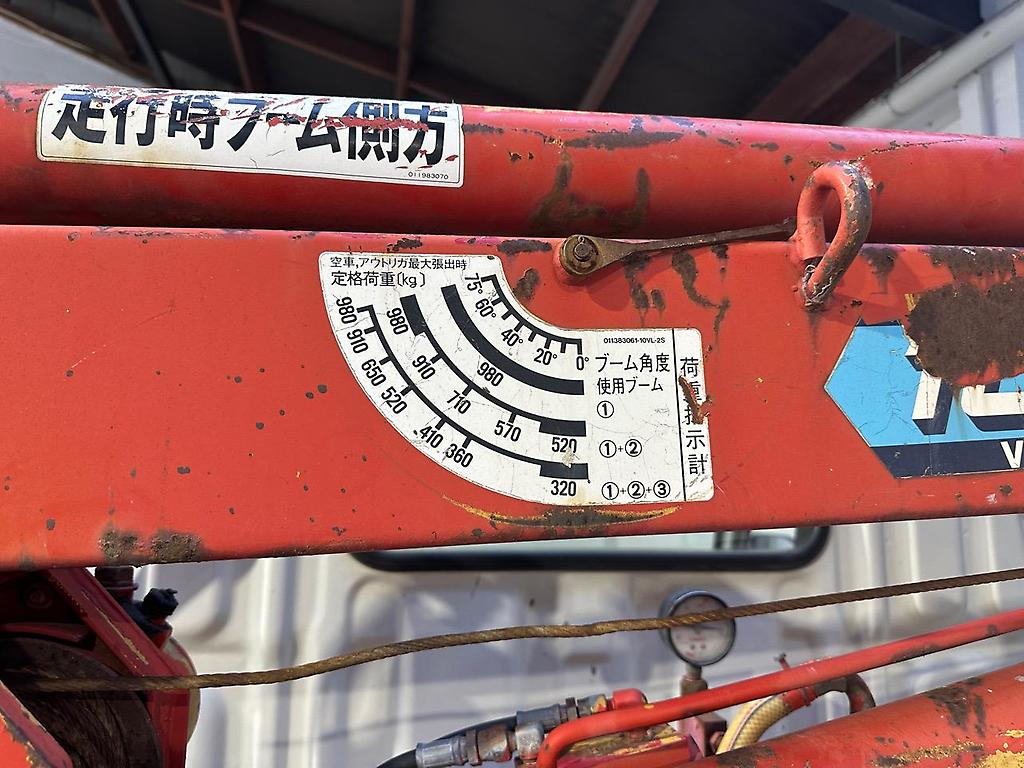 走行時ブーム側方
011983070
空車,アウトリガ最大張出時
定格荷重〔kg〕
75° 60° 40° 20° 0°
ブーム角度
使用ブーム
011383061-10VL-2S
980
①
980 910 710 570 520
①+②
980 910 650 520 410 360 320
①+②+③
荷重指示計
V